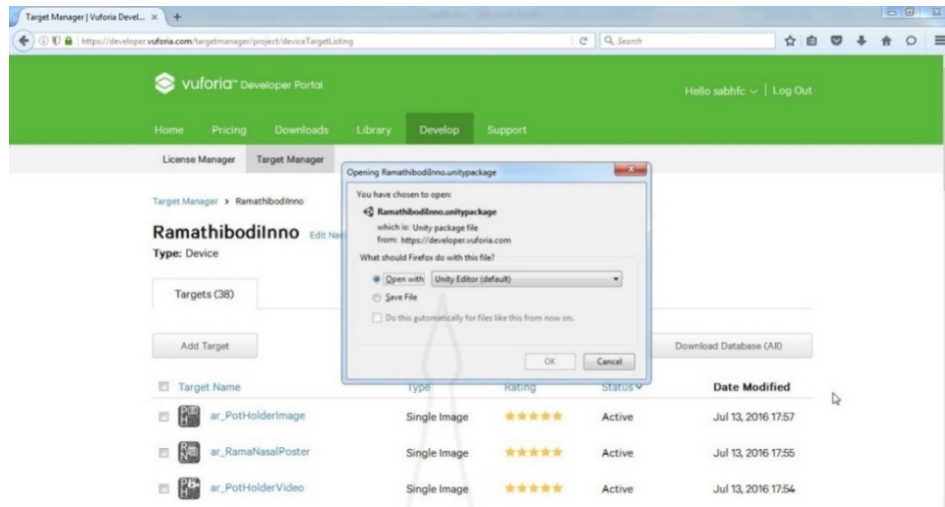 Target Manager | Vuforia Devel... × +
https://developer.vuforia.com/targetmanager/project/deviceTargetListing Search
vuforia™ Developer Portal
Hello sabhfc | Log Out
Home Pricing Downloads Library Develop Support
License Manager Target Manager
Target Manager > RamathibodiInno
RamathibodiInno
Type: Device
Targets (38)
Add Target
Download Database (All)
Opening RamathibodiInno.unitypackage
You have chosen to open:
RamathibodiInno.unitypackage
which is: Unity package file
from: https://developer.vuforia.com
What should Firefox do with this file?
Open with Unity Editor (default)
Save File
Do this automatically for files like this from now on.
OK Cancel
Target Name Type Rating Status Date Modified
ar_PotHolderImage Single Image Active Jul 13, 2016 17:57
ar_RamaNasalPoster Single Image Active Jul 13, 2016 17:55
ar_PotHolderVideo Single Image Active Jul 13, 2016 17:54